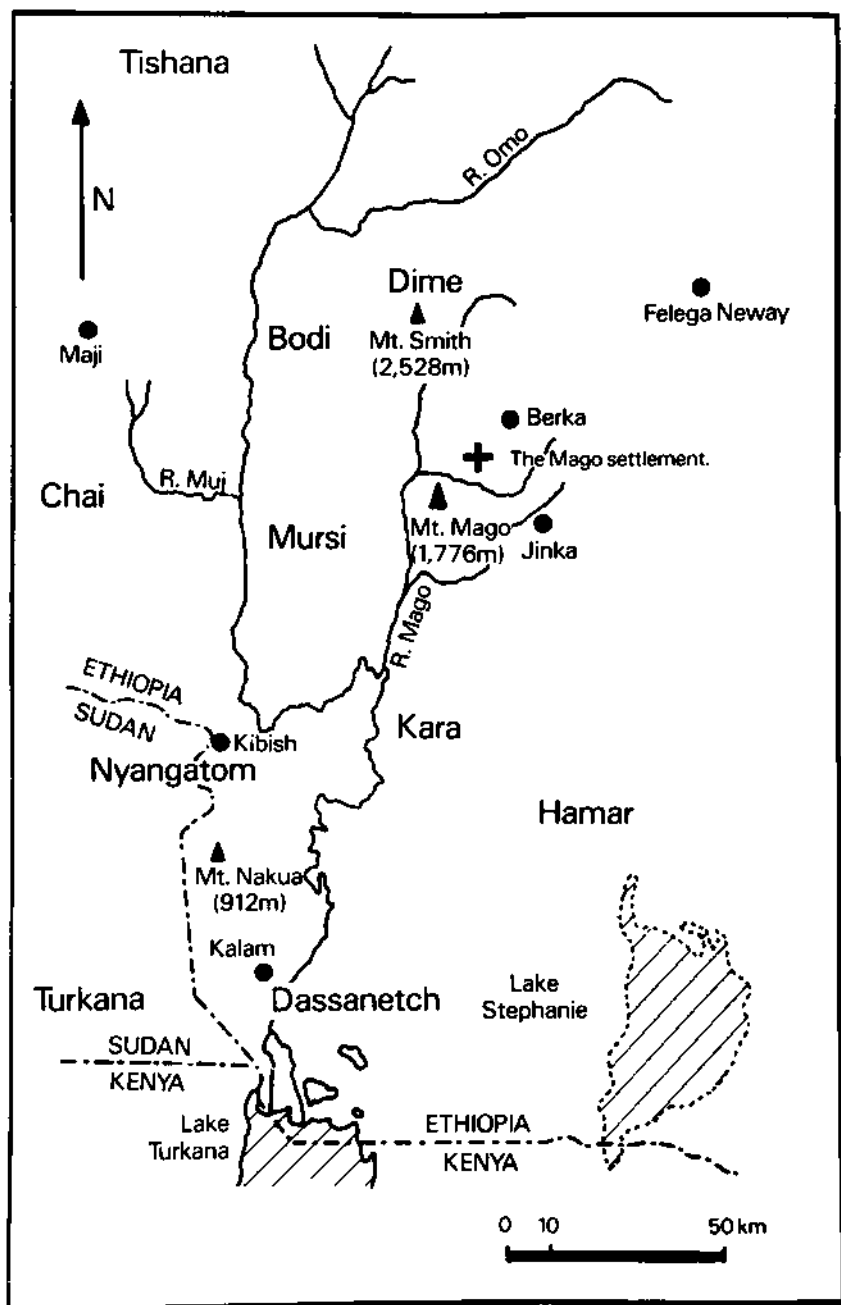 Tishana
N
R. Omo
Dime
Felega Neway
Bodi
Mt. Smith
(2,528m)
Maji
Berka
The Mago settlement.
R. Muj
Chai
Mursi
Mt. Mago
(1,776m)
Jinka
R. Mago
ETHIOPIA
SUDAN
Kibish
Kara
Nyangatom
Hamar
Mt. Nakua
(912m)
Kalam
Lake
Stephanie
Turkana
Dassanetch
SUDAN
KENYA
Lake
Turkana
ETHIOPIA
KENYA
0 10 50 km